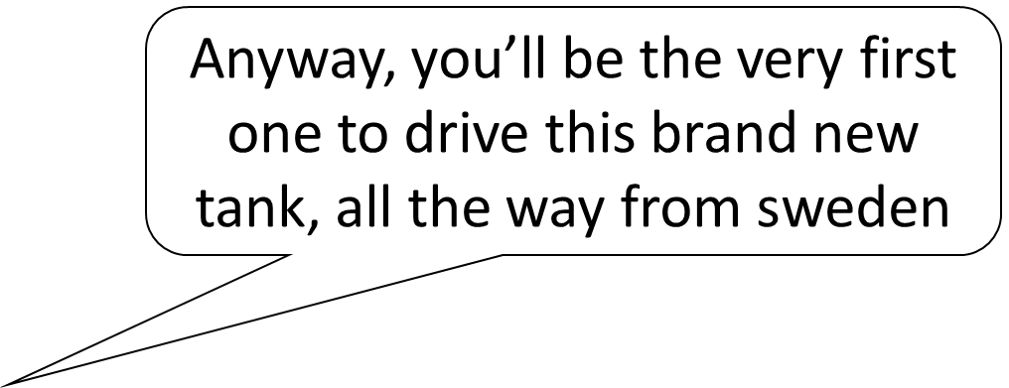 Anyway, you’ll be the very first
one to drive this brand new
tank, all the way from sweden